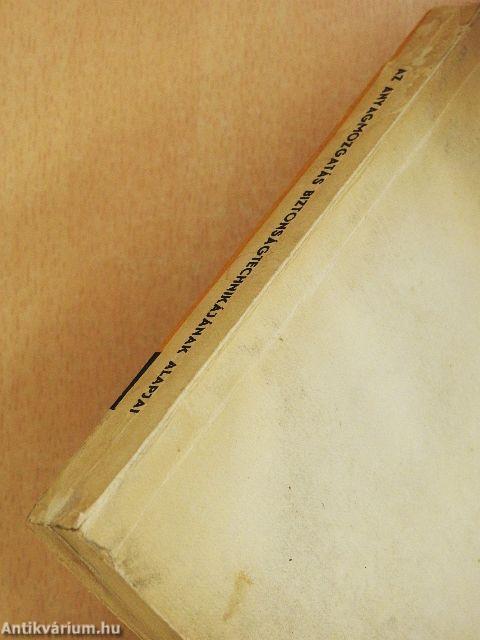 AZ ANYAGMOZGATÁS BIZTONSÁGTECHNIKÁJÁNAK ALAPJAI
Antikvárium.hu